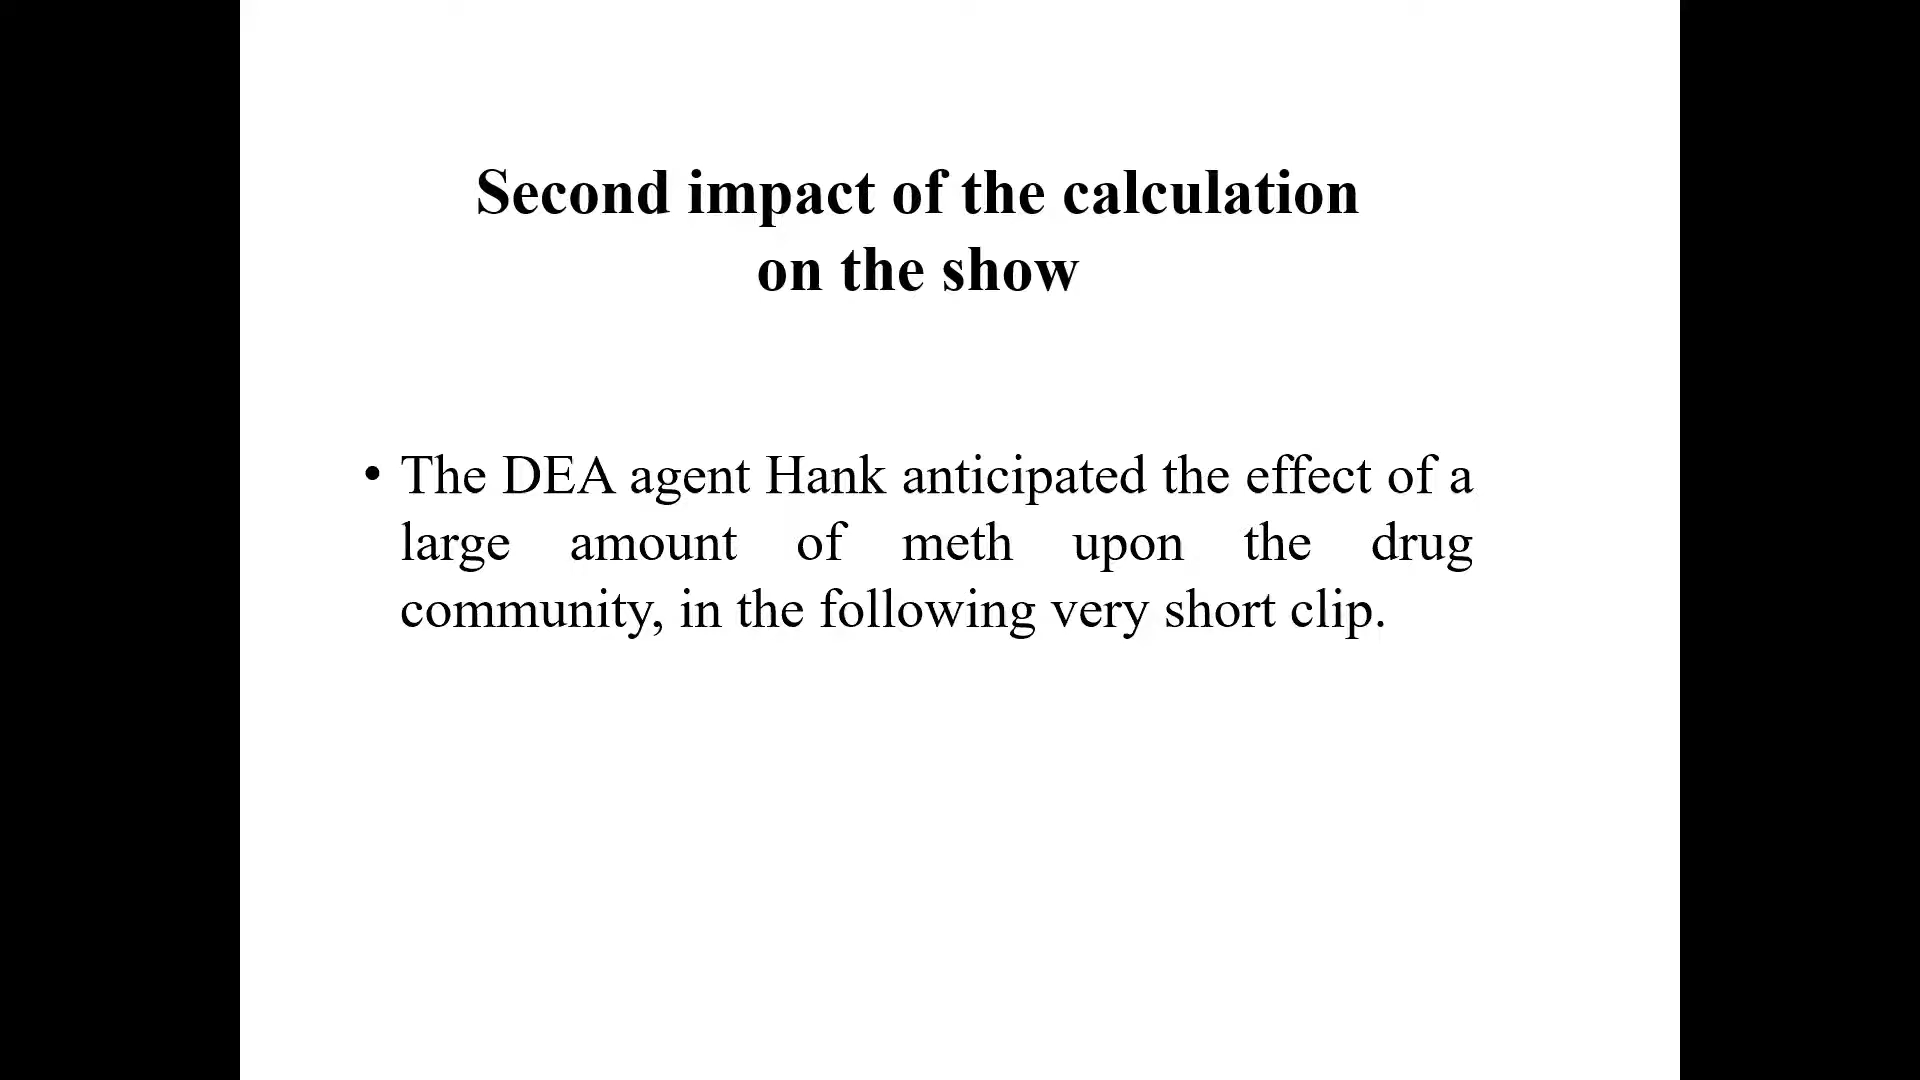 Second impact of the calculation
on the show
• The DEA agent Hank anticipated the effect of a
large amount of meth upon the drug
community, in the following very short clip.